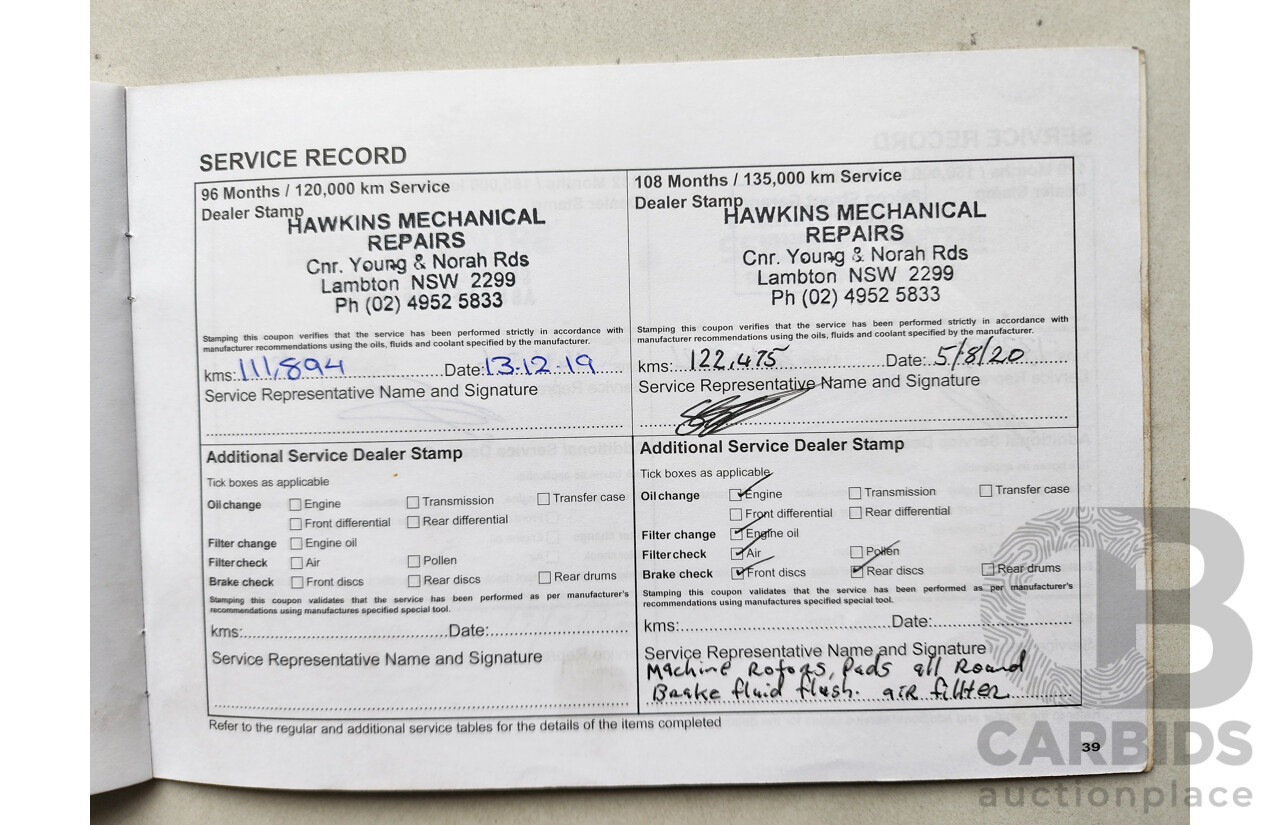 SERVICE RECORD
96 Months / 120,000 km Service
Dealer Stamp
HAWKINS MECHANICAL
REPAIRS
Cnr. Young & Norah Rds
Lambton NSW 2299
Ph (02) 4952 5833
Stamping this coupon verifies that the service has been performed strictly in accordance with
manufacturer recommendations using the oils, fluids and coolant specified by the manufacturer.
kms: 111,894 Date: 13.12.19
Service Representative Name and Signature
Additional Service Dealer Stamp
Tick boxes as applicable
Oil change Engine Transmission Transfer case
Front differential Rear differential
Filter change Engine oil
Filter check Air Pollen
Brake check Front discs Rear discs Rear drums
Stamping this coupon validates that the service has been performed as per manufacturer's
recommendations using manufactures specified special tool.
kms: Date:
Service Representative Name and Signature
108 Months / 135,000 km Service
Dealer Stamp
HAWKINS MECHANICAL
REPAIRS
Cnr. Young & Norah Rds
Lambton NSW 2299
Ph (02) 4952 5833
Stamping this coupon verifies that the service has been performed strictly in accordance with
manufacturer recommendations using the oils, fluids and coolant specified by the manufacturer.
kms: 122,475 Date: 5/8/20
Service Representative Name and Signature
Additional Service Dealer Stamp
Tick boxes as applicable
Oil change Engine Transmission Transfer case
Front differential Rear differential
Filter change Engine oil
Filter check Air Pollen
Brake check Front discs Rear discs Rear drums
Stamping this coupon validates that the service has been performed as per manufacturer's
recommendations using manufactures specified special tool.
kms: Date:
Service Representative Name and Signature
Machine Rotors, Pads all Round
Brake fluid flush. air fillter
Refer to the regular and additional service tables for the details of the items completed
39
CARBIDS
auctionplace